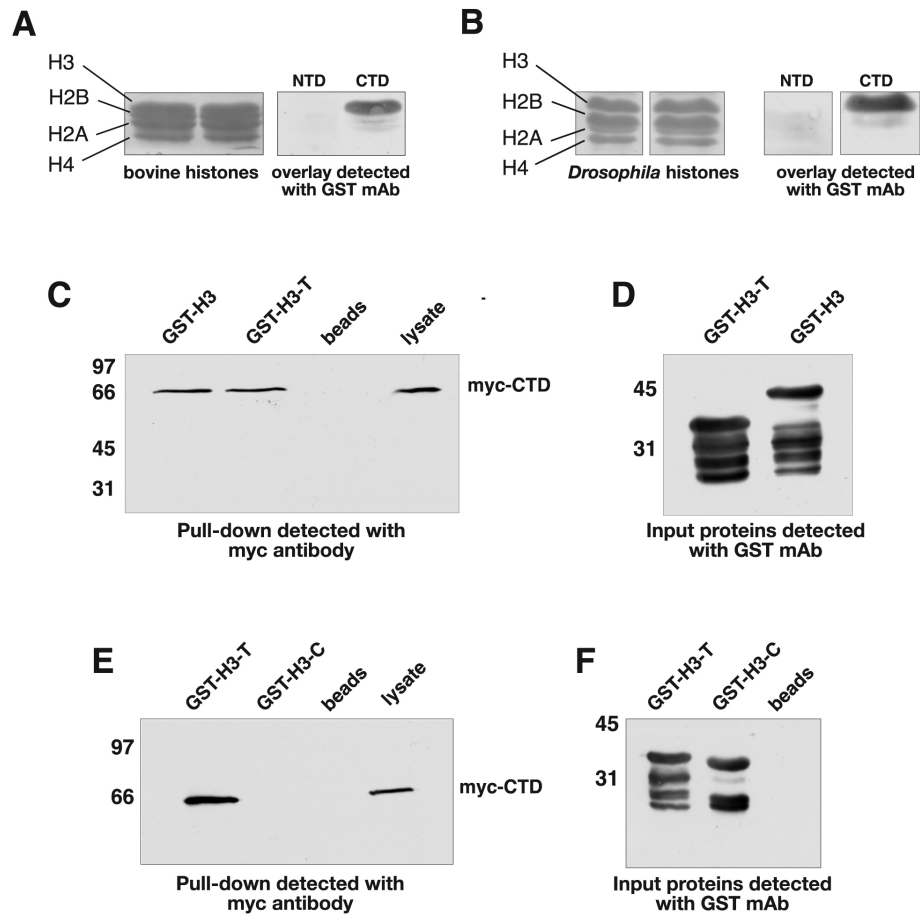 A
H3
H2B
H2A
H4
NTD CTD
bovine histones
overlay detected
with GST mAb
B
H3
H2B
H2A
H4
NTD CTD
Drosophila histones
overlay detected
with GST mAb
C
GST-H3 GST-H3-T beads lysate
97
66
45
31
myc-CTD
Pull-down detected with
myc antibody
D
GST-H3-T GST-H3
45
31
Input proteins detected
with GST mAb
E
GST-H3-T GST-H3-C beads lysate
97
66
myc-CTD
Pull-down detected with
myc antibody
F
GST-H3-T GST-H3-C beads
45
31
Input proteins detected
with GST mAb